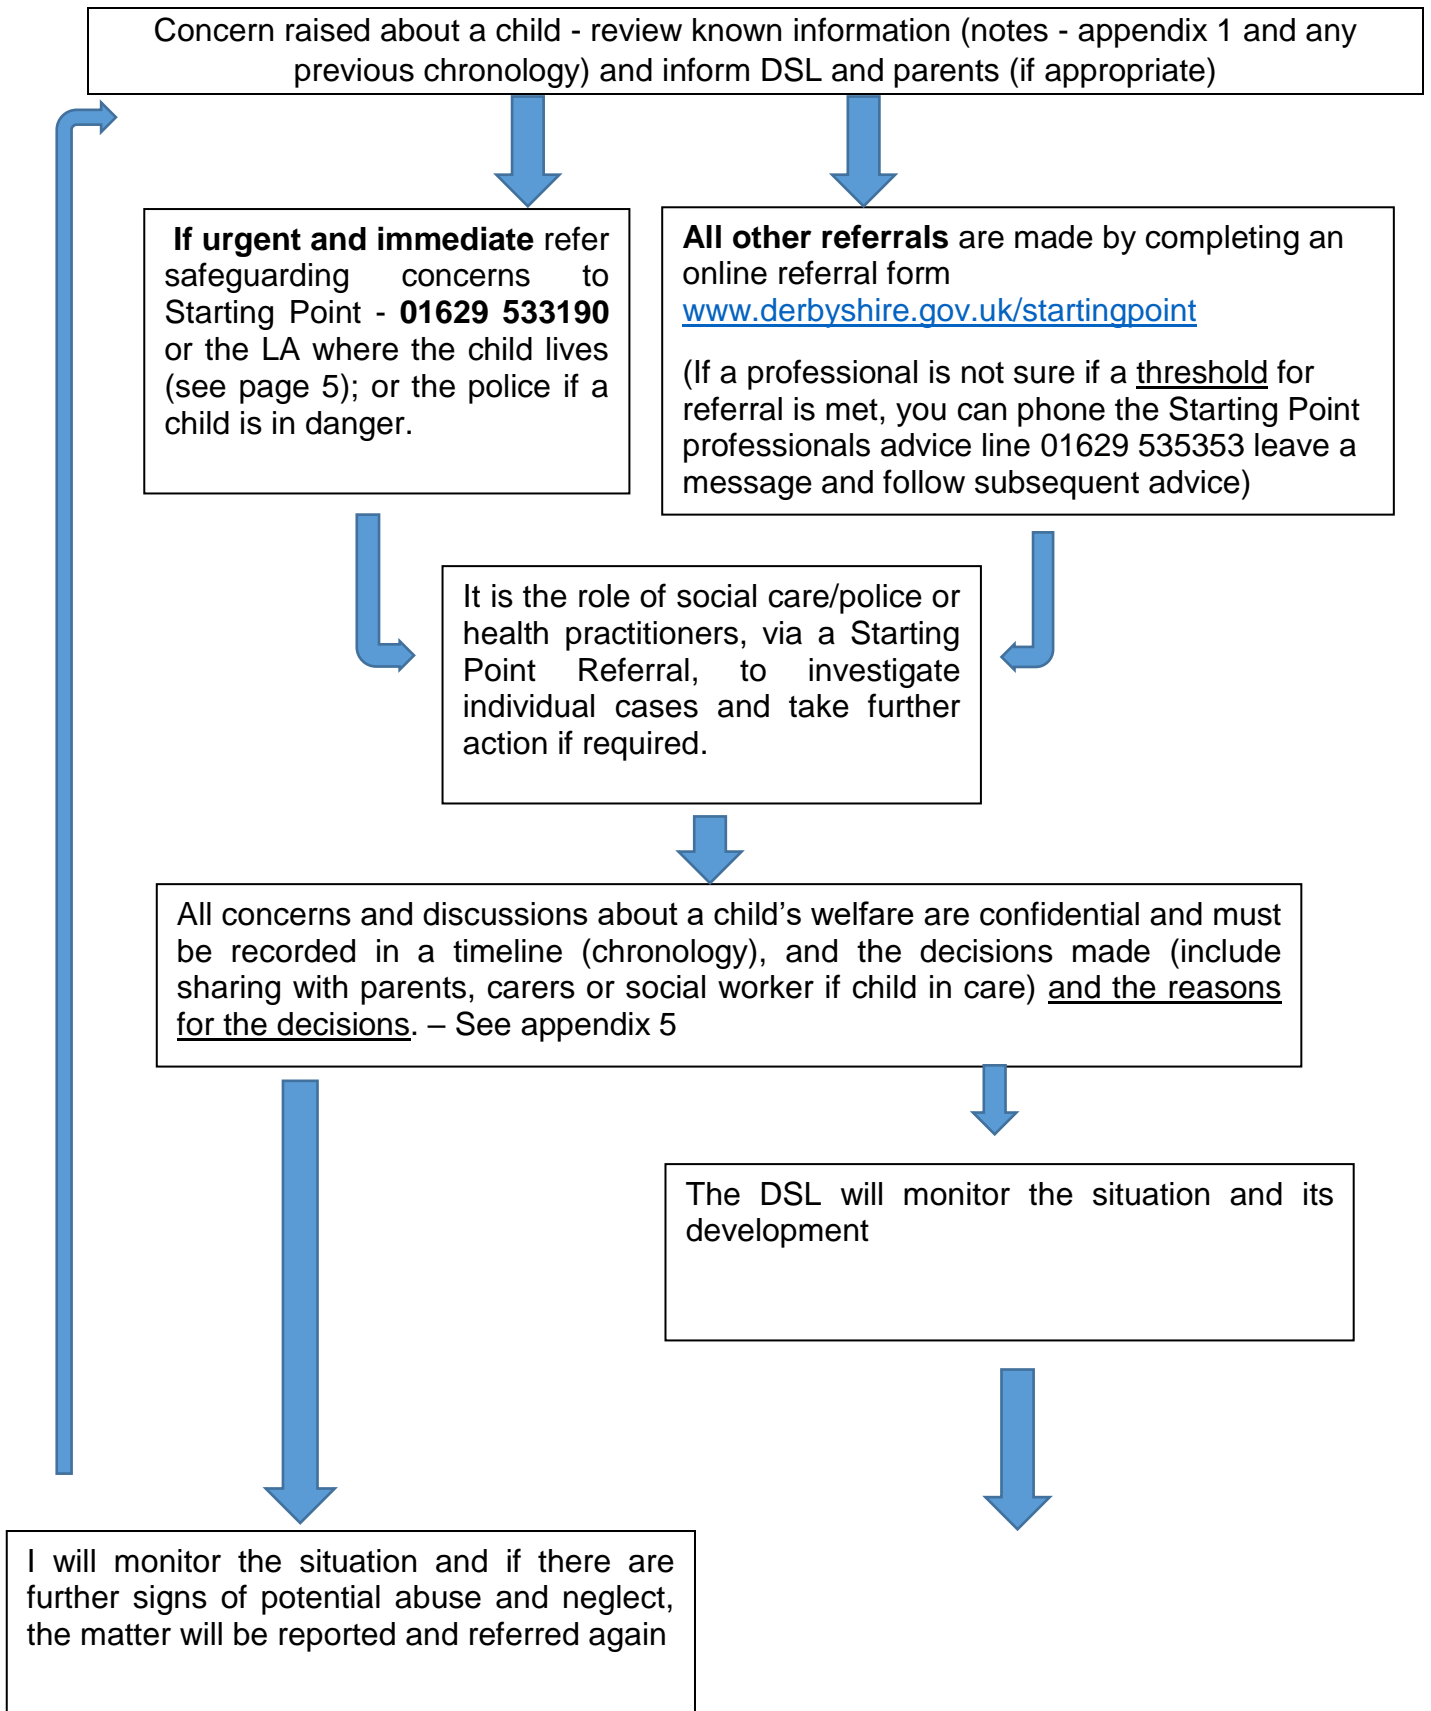 Concern raised about a child - review known information (notes - appendix 1 and any
previous chronology) and inform DSL and parents (if appropriate)
If urgent and immediate refer
safeguarding concerns to
Starting Point - 01629 533190
or the LA where the child lives
(see page 5); or the police if a
child is in danger.
All other referrals are made by completing an
online referral form
www.derbyshire.gov.uk/startingpoint
(If a professional is not sure if a threshold for
referral is met, you can phone the Starting Point
professionals advice line 01629 535353 leave a
message and follow subsequent advice)
It is the role of social care/police or
health practitioners, via a Starting
Point Referral, to investigate
individual cases and take further
action if required.
All concerns and discussions about a child’s welfare are confidential and must
be recorded in a timeline (chronology), and the decisions made (include
sharing with parents, carers or social worker if child in care) and the reasons
for the decisions. – See appendix 5
The DSL will monitor the situation and its
development
I will monitor the situation and if there are
further signs of potential abuse and neglect,
the matter will be reported and referred again